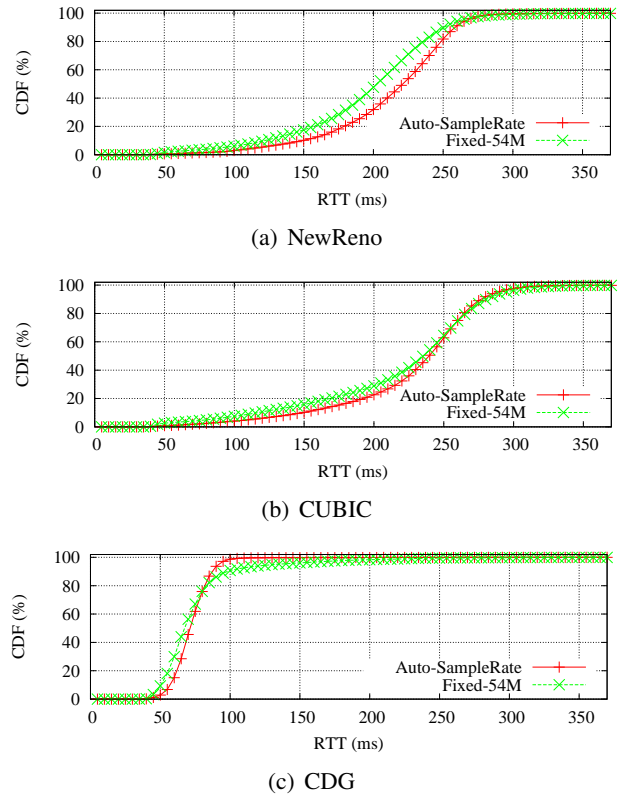 100
80
60
40
20
0
CDF (%)
Auto-SampleRate
Fixed-54M
0 50 100 150 200 250 300 350
RTT (ms)
(a) NewReno
100
80
60
40
20
0
CDF (%)
Auto-SampleRate
Fixed-54M
0 50 100 150 200 250 300 350
RTT (ms)
(b) CUBIC
100
80
60
40
20
0
CDF (%)
Auto-SampleRate
Fixed-54M
0 50 100 150 200 250 300 350
RTT (ms)
(c) CDG